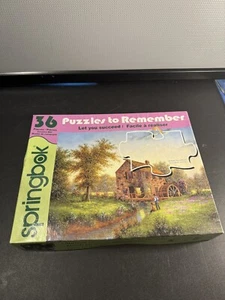 36
Puzzles to Remember
Let you succeed! Facile à réaliser
springbok